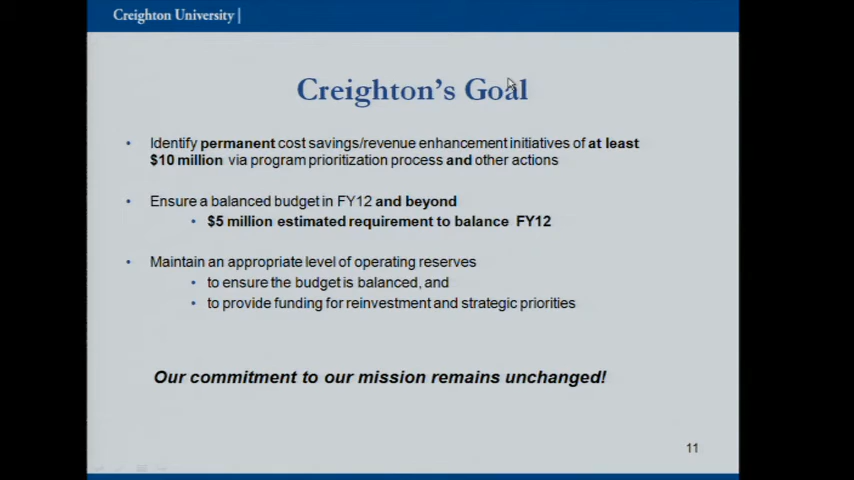 Creighton University
Creighton's Goal
• Identify permanent cost savings/revenue enhancement initiatives of at least
$10 million via program prioritization process and other actions
• Ensure a balanced budget in FY12 and beyond
• $5 million estimated requirement to balance FY12
• Maintain an appropriate level of operating reserves
• to ensure the budget is balanced, and
• to provide funding for reinvestment and strategic priorities
Our commitment to our mission remains unchanged!
11